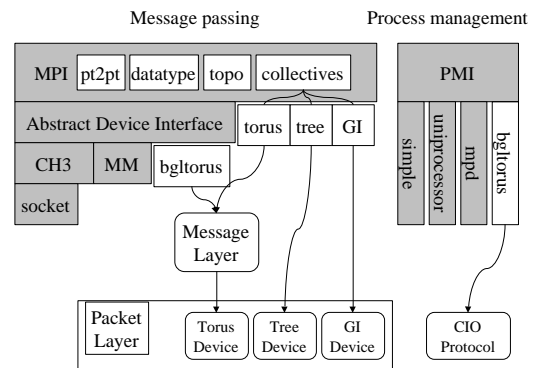 Message passing
Process management
MPI
pt2pt
datatype
topo
collectives
PMI
Abstract Device Interface
torus
tree
GI
simple
uniprocessor
mpd
bgltorus
CH3
MM
bgltorus
socket
Message
Layer
Packet
Layer
Torus
Device
Tree
Device
GI
Device
CIO
Protocol